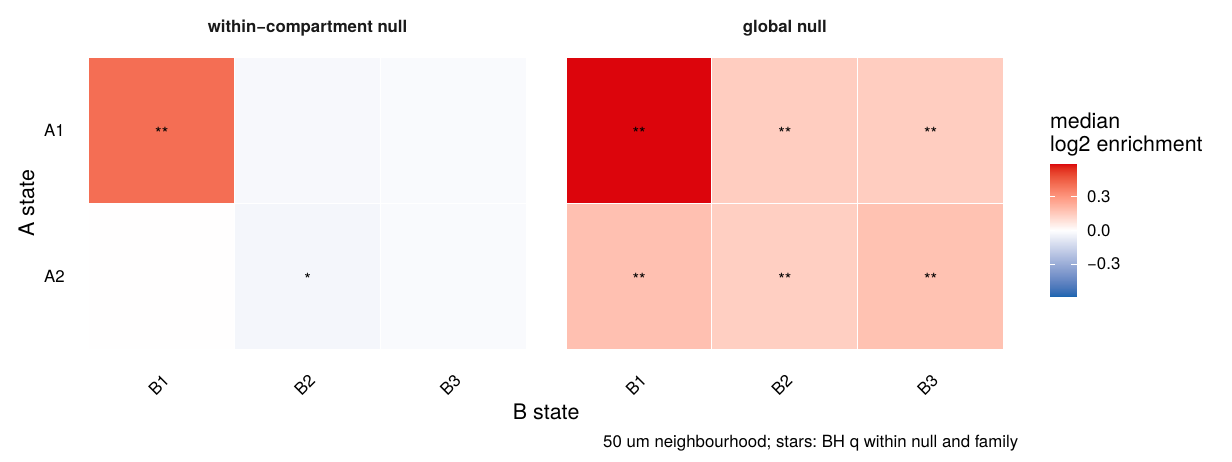 within−compartment null
global null
A1
**
**
**
**
A2
*
**
**
**
A state
B1
B2
B3
B1
B2
B3
B state
median
log2 enrichment
0.3
0.0
−0.3
50 um neighbourhood; stars: BH q within null and family